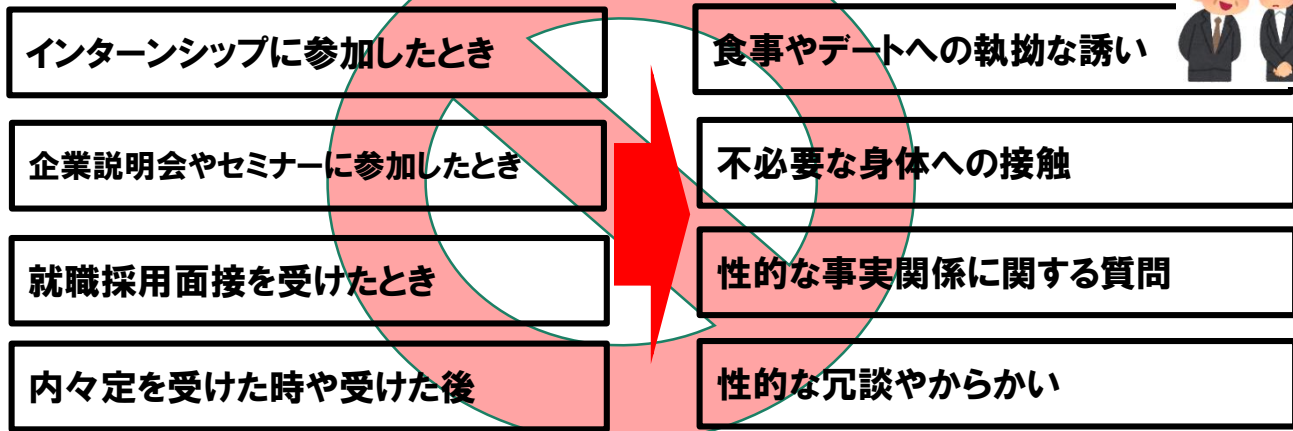 インターンシップに参加したとき
企業説明会やセミナーに参加したとき
就職採用面接を受けたとき
内々定を受けた時や受けた後
食事やデートへの執拗な誘い
不必要な身体への接触
性的な事実関係に関する質問
性的な冗談やからかい